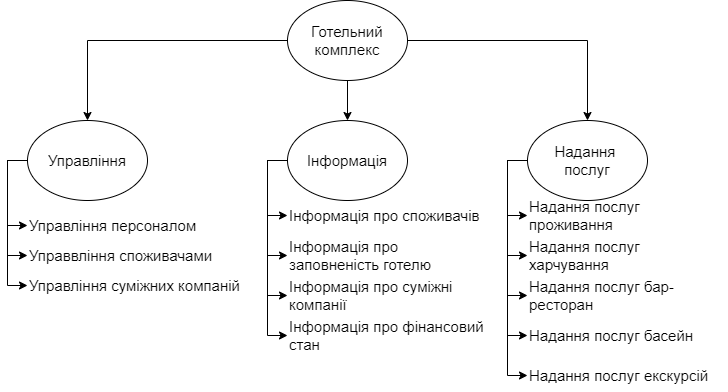 Готельний
комплекс
Управління
Інформація
Надання
послуг
Управління персоналом
Управвління споживачами
Управління суміжних компаній
Інформація про споживачів
Інформація про
заповненість готелю
Інформація про суміжні
компанії
Інформація про фінансовий
стан
Надання послуг
проживання
Надання послуг
харчування
Надання послуг бар-
ресторан
Надання послуг басейн
Надання послуг екскурсій